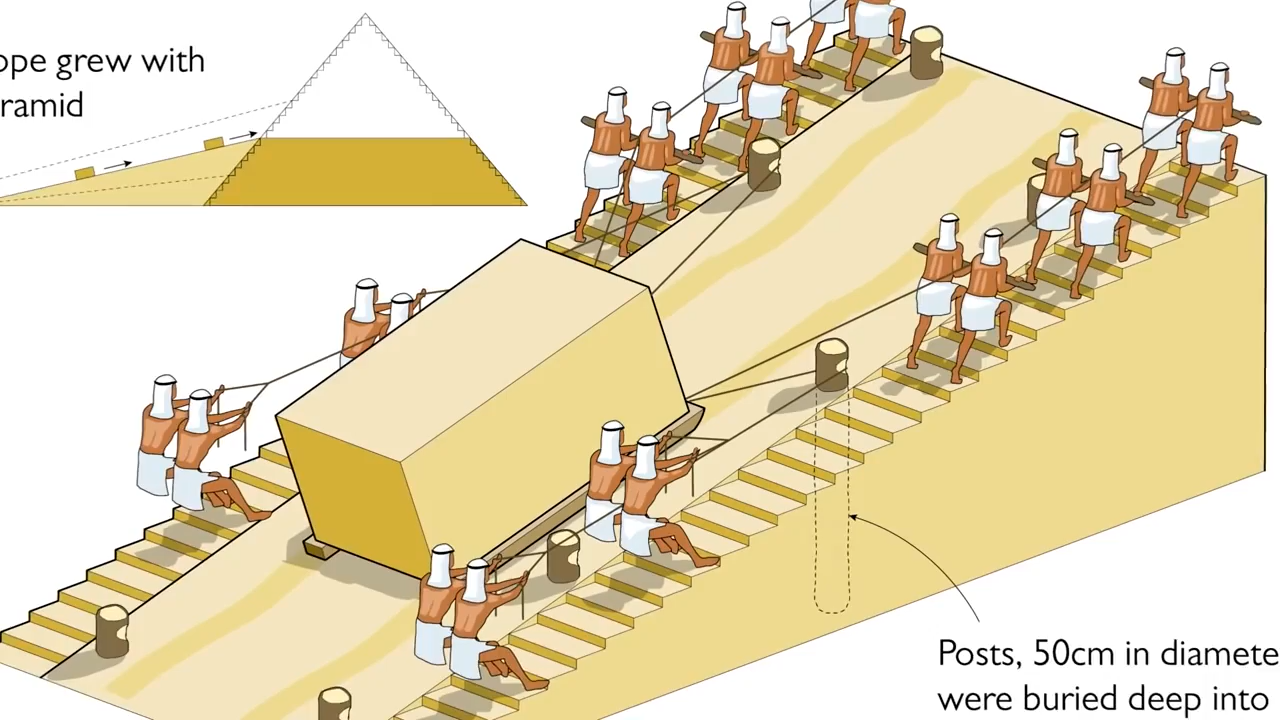 ope grew with
ramid
Posts, 50cm in diamete
were buried deep into